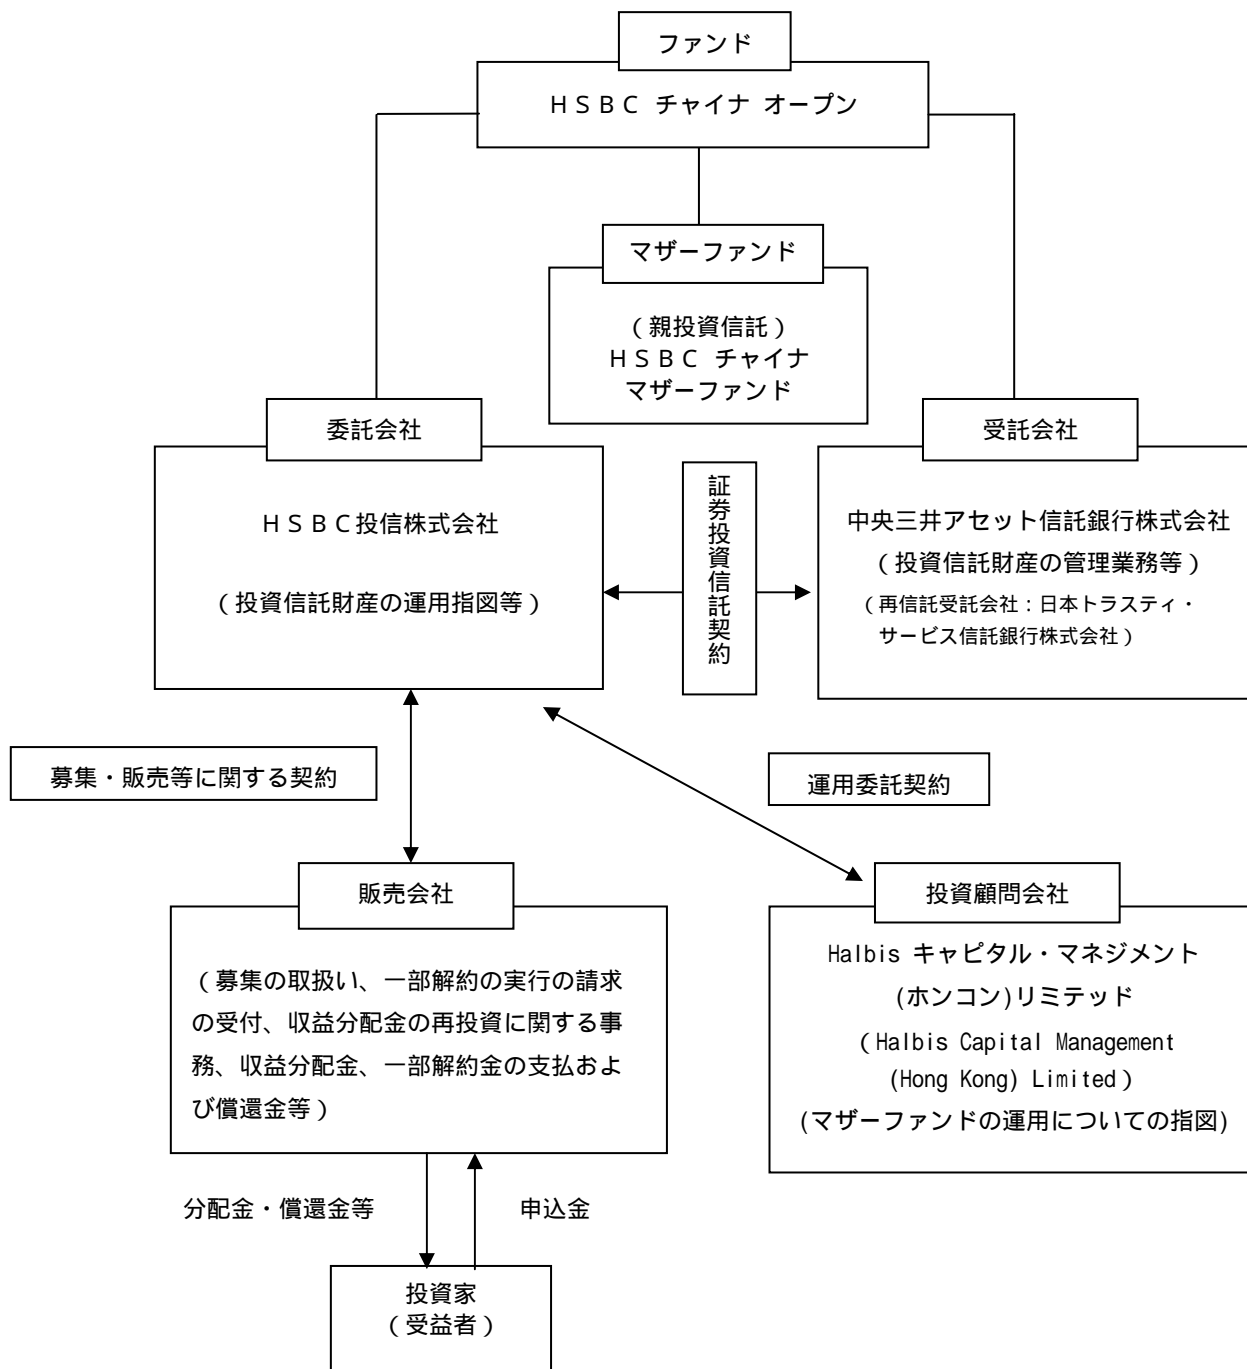 ファンド
ＨＳＢＣ チャイナ オープン
マザーファンド
（親投資信託）
ＨＳＢＣ チャイナ
マザーファンド
委託会社
ＨＳＢＣ投信株式会社
（投資信託財産の運用指図等）
証券投資信託契約
受託会社
中央三井アセット信託銀行株式会社
（投資信託財産の管理業務等）
（再信託受託会社：日本トラスティ・
サービス信託銀行株式会社）
募集・販売等に関する契約
運用委託契約
販売会社
（募集の取扱い、一部解約の実行の請求
の受付、収益分配金の再投資に関する事
務、収益分配金、一部解約金の支払およ
び償還金等）
投資顧問会社
Halbis キャピタル・マネジメント
(ホンコン)リミテッド
（Halbis Capital Management
(Hong Kong) Limited）
(マザーファンドの運用についての指図)
分配金・償還金等
申込金
投資家
（受益者）